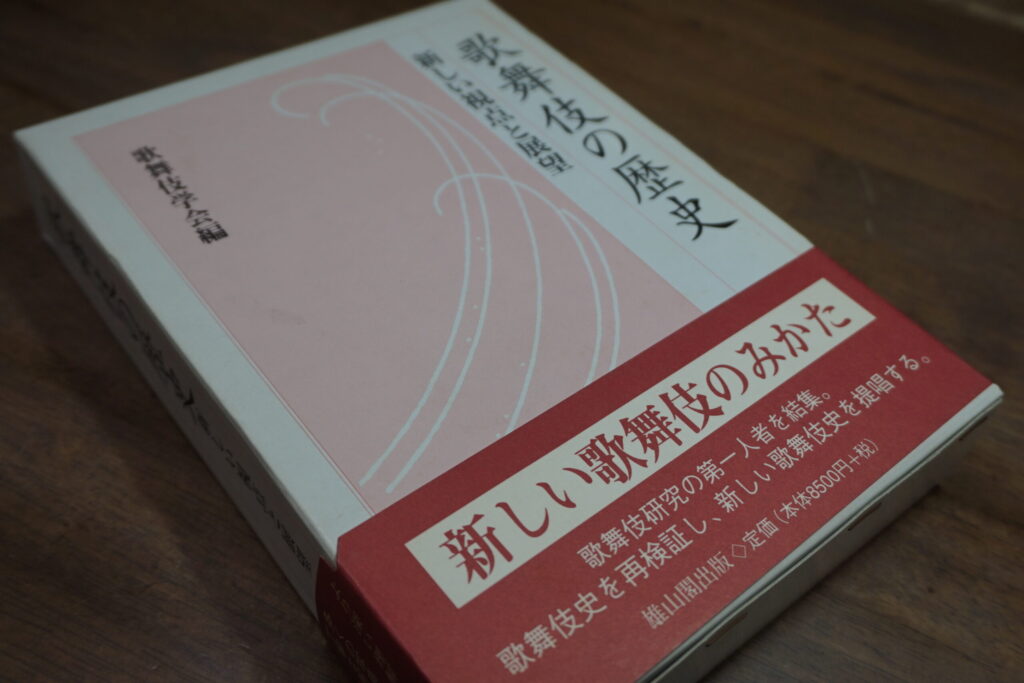 歌舞伎の歴史
新しい視点と展望
歌舞伎学会編
新しい歌舞伎のみかた
歌舞伎研究の第一人者を結集。
歌舞伎史を再検証し、新しい歌舞伎史を提唱する。
雄山閣出版◇定価(本体8500円+税)